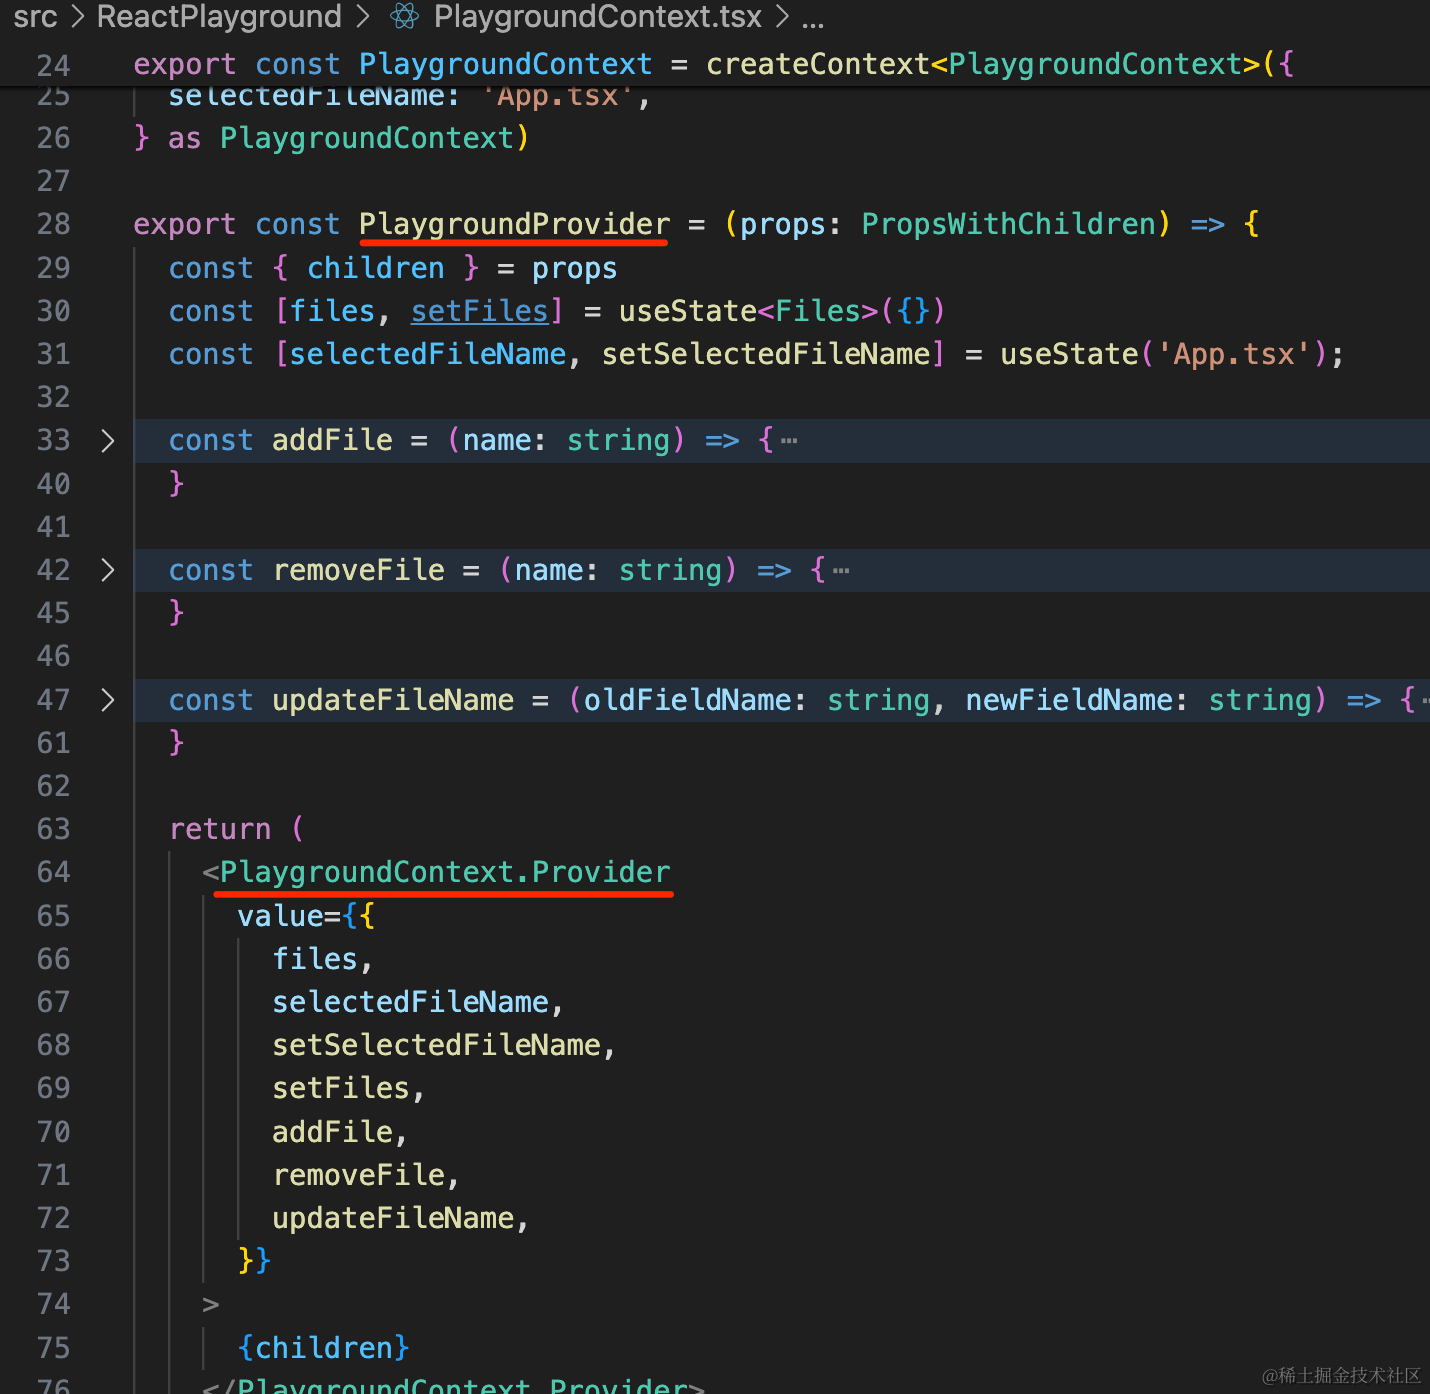 src > ReactPlayground > PlaygroundContext.tsx > ...
24 export const PlaygroundContext = createContext<PlaygroundContext>({
25 selectedFileName: 'App.tsx',
26 } as PlaygroundContext)
27
28 export const PlaygroundProvider = (props: PropsWithChildren) => {
29 const { children } = props
30 const [files, setFiles] = useState<Files>({})
31 const [selectedFileName, setSelectedFileName] = useState('App.tsx');
32
33 const addFile = (name: string) => {…
40 }
41
42 const removeFile = (name: string) => {…
45 }
46
47 const updateFileName = (oldFieldName: string, newFieldName: string) => {…
61 }
62
63 return (
64 <PlaygroundContext.Provider
65 value={{
66 files,
67 selectedFileName,
68 setSelectedFileName,
69 setFiles,
70 addFile,
71 removeFile,
72 updateFileName,
73 }}
74 >
75 {children}
76 </PlaygroundContext.Provider>
@稀土掘金技术社区